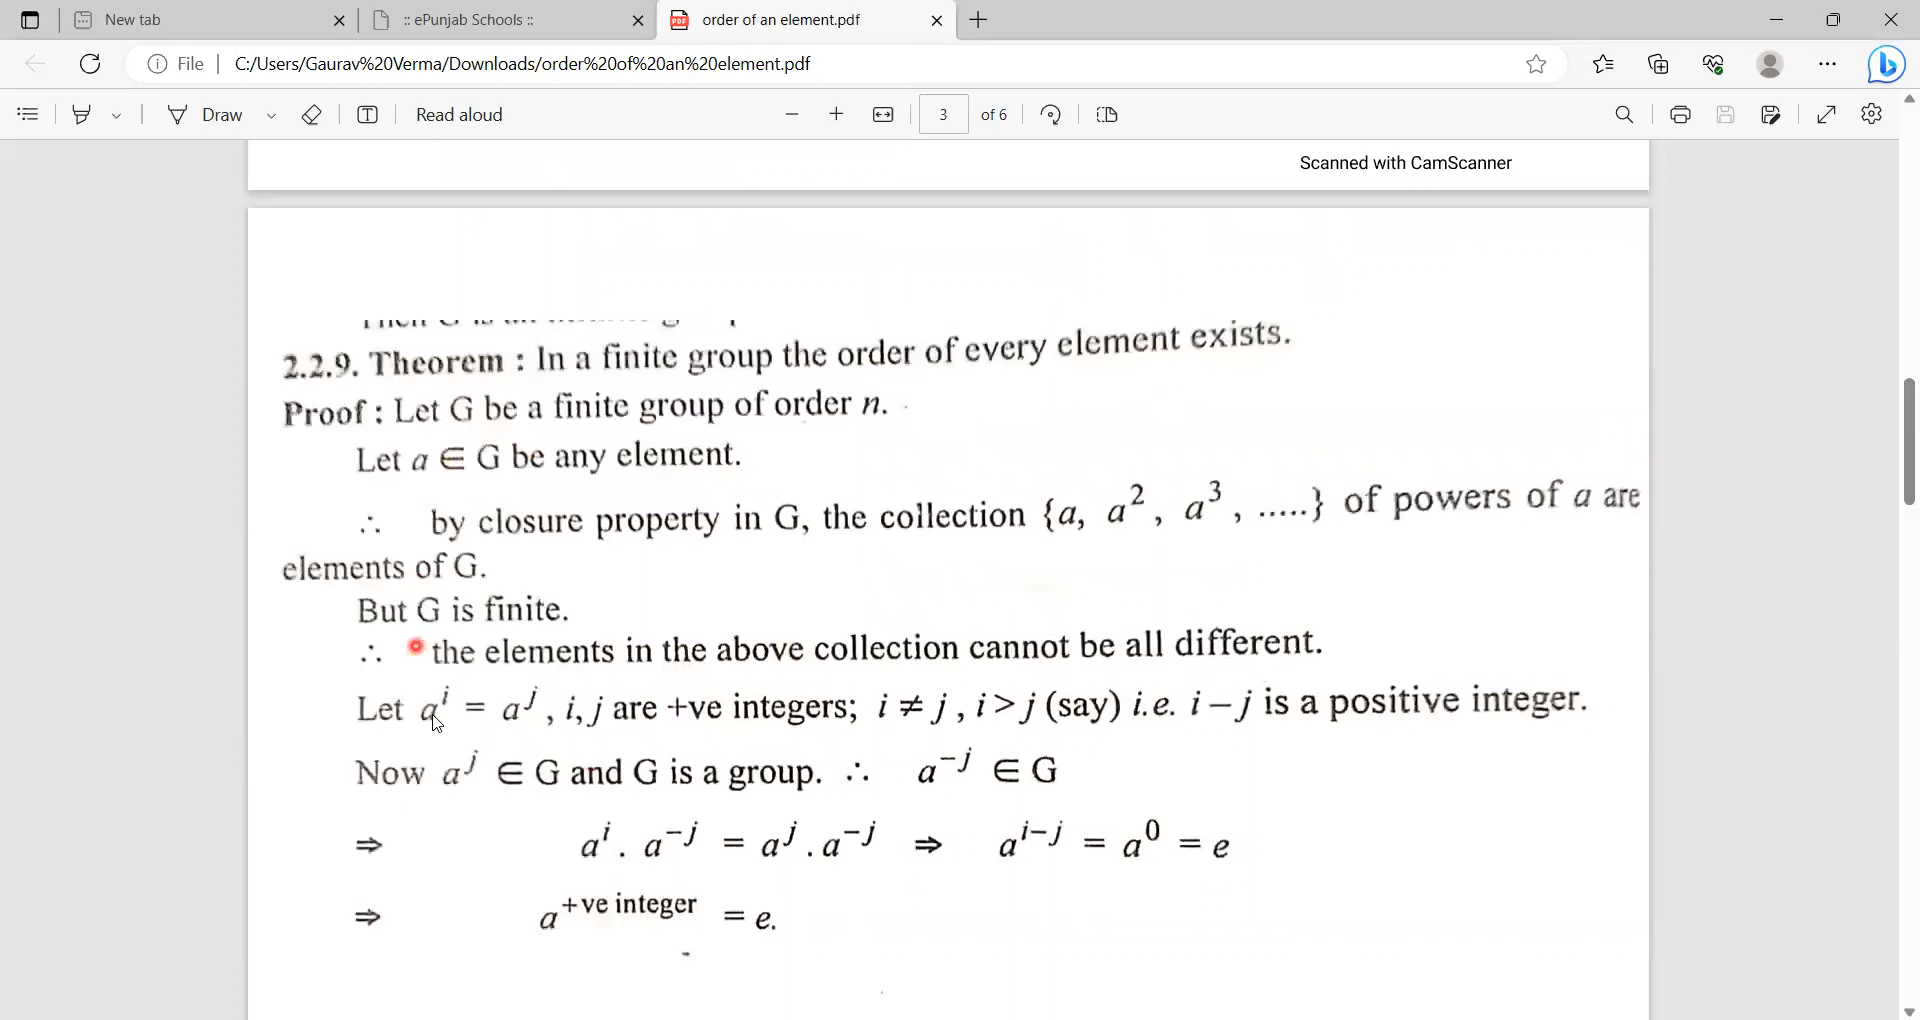 New tab
:: ePunjab Schools ::
order of an element.pdf
File
C:/Users/Gaurav%20Verma/Downloads/order%20of%20an%20element.pdf
Draw
Read aloud
3
of 6
Scanned with CamScanner
2.2.9. Theorem : In a finite group the order of every element exists.
Proof : Let G be a finite group of order n.
Let a ∈ G be any element.
∴ by closure property in G, the collection {a, a², a³, .....} of powers of a are
elements of G.
But G is finite.
∴ the elements in the above collection cannot be all different.
Let aⁱ = aʲ , i, j are +ve integers; i ≠ j , i > j (say) i.e. i – j is a positive integer.
Now aʲ ∈ G and G is a group. ∴ a⁻ʲ ∈ G
⇒ aⁱ . a⁻ʲ = aʲ . a⁻ʲ ⇒ aⁱ⁻ʲ = a⁰ = e
⇒ a^+ve integer = e.